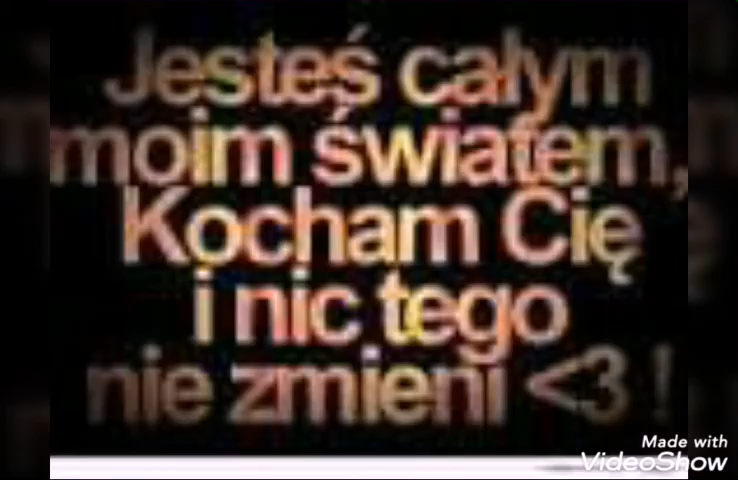 Jesteś całym
moim światem,
Kocham Cię
i nic tego
nie zmieni <3 !
Made with
VideoShow